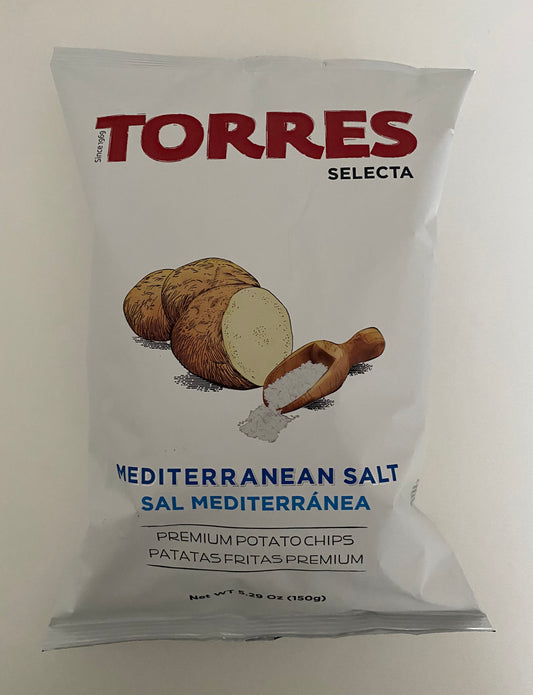 Since 1969
TORRES
SELECTA
MEDITERRANEAN SALT
SAL MEDITERRÁNEA
PREMIUM POTATO CHIPS
PATATAS FRITAS PREMIUM
Net WT 5.29 Oz (150g)